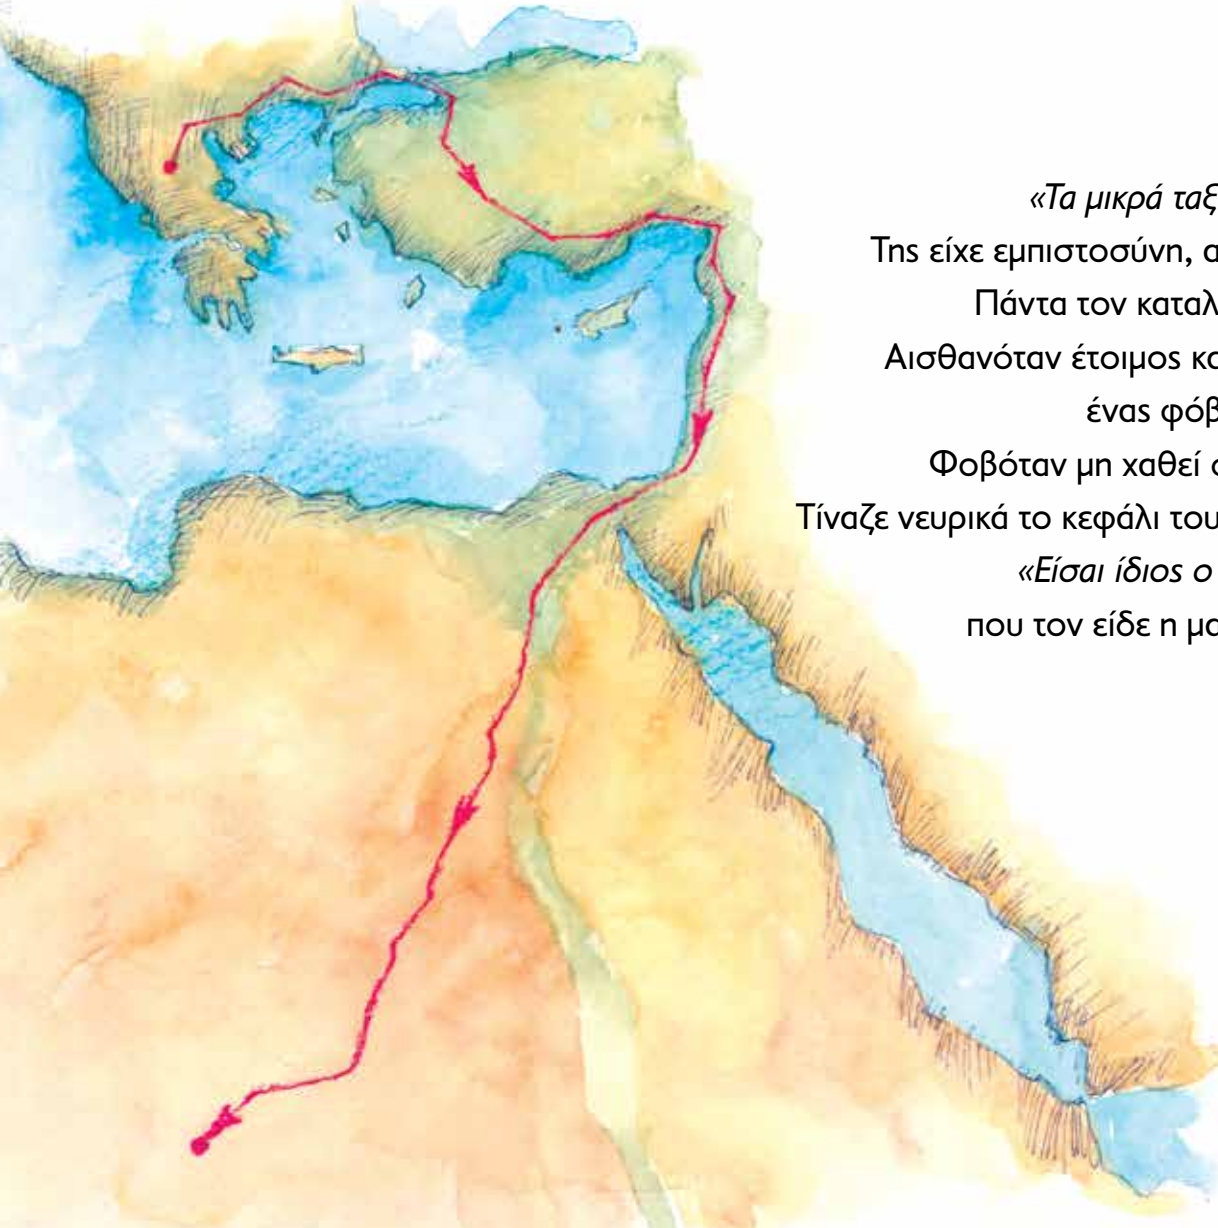 «Τα μικρά ταξ
Της είχε εμπιστοσύνη, α
Πάντα τον καταλ
Αισθανόταν έτοιμος κα
ένας φόβ
Φοβόταν μη χαθεί σ
Τίναζε νευρικά το κεφάλι του
«Είσαι ίδιος ο
που τον είδε η μα